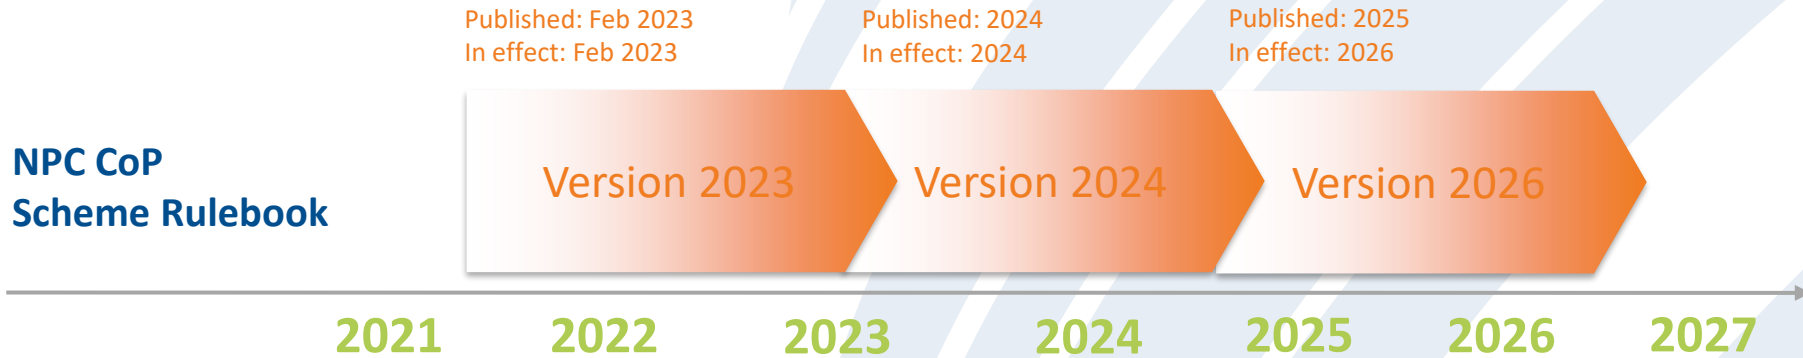 Published: Feb 2023
In effect: Feb 2023
Published: 2024
In effect: 2024
Published: 2025
In effect: 2026
NPC CoP
Scheme Rulebook
Version 2023
Version 2024
Version 2026
2021
2022
2023
2024
2025
2026
2027